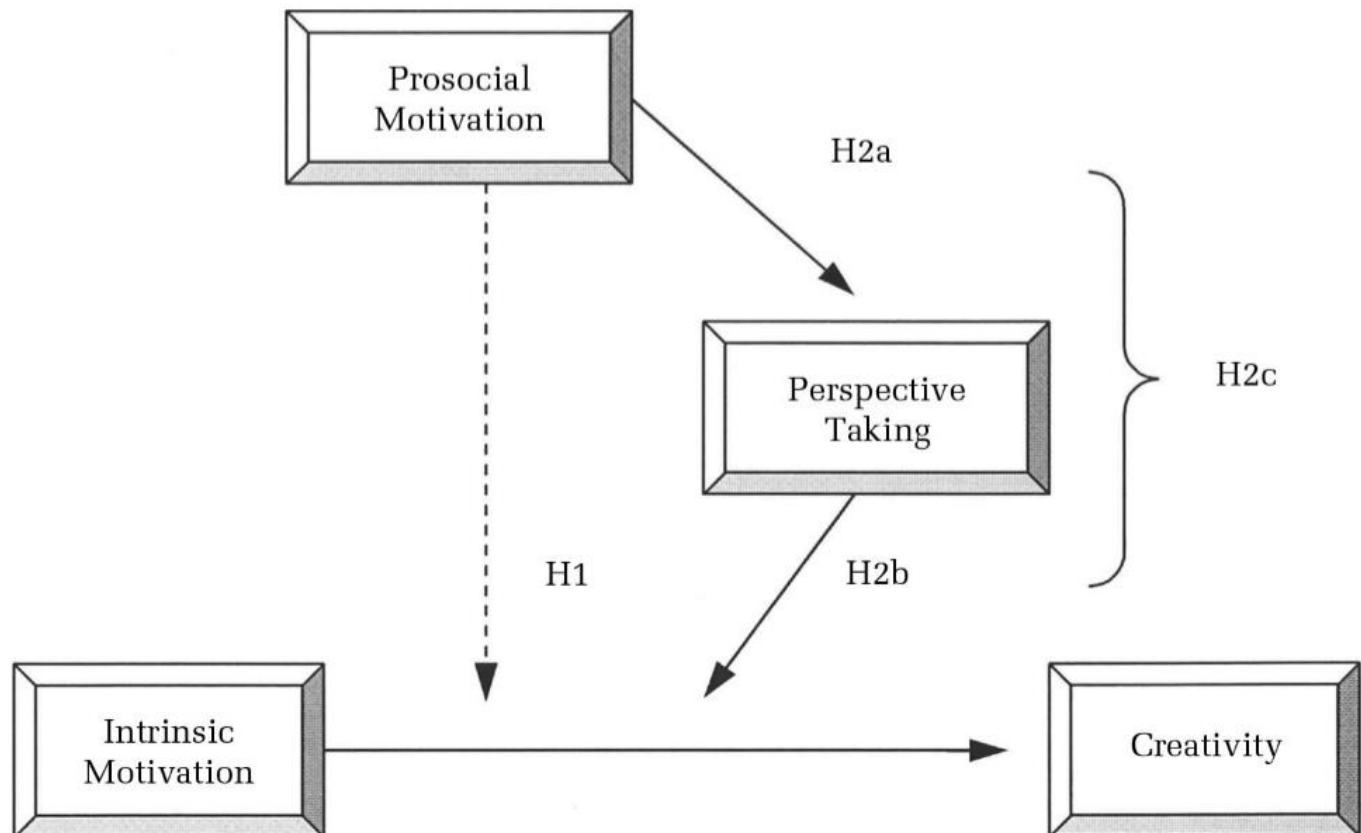 Prosocial
Motivation
H2a
Perspective
Taking
H2c
H1
H2b
Intrinsic
Motivation
Creativity